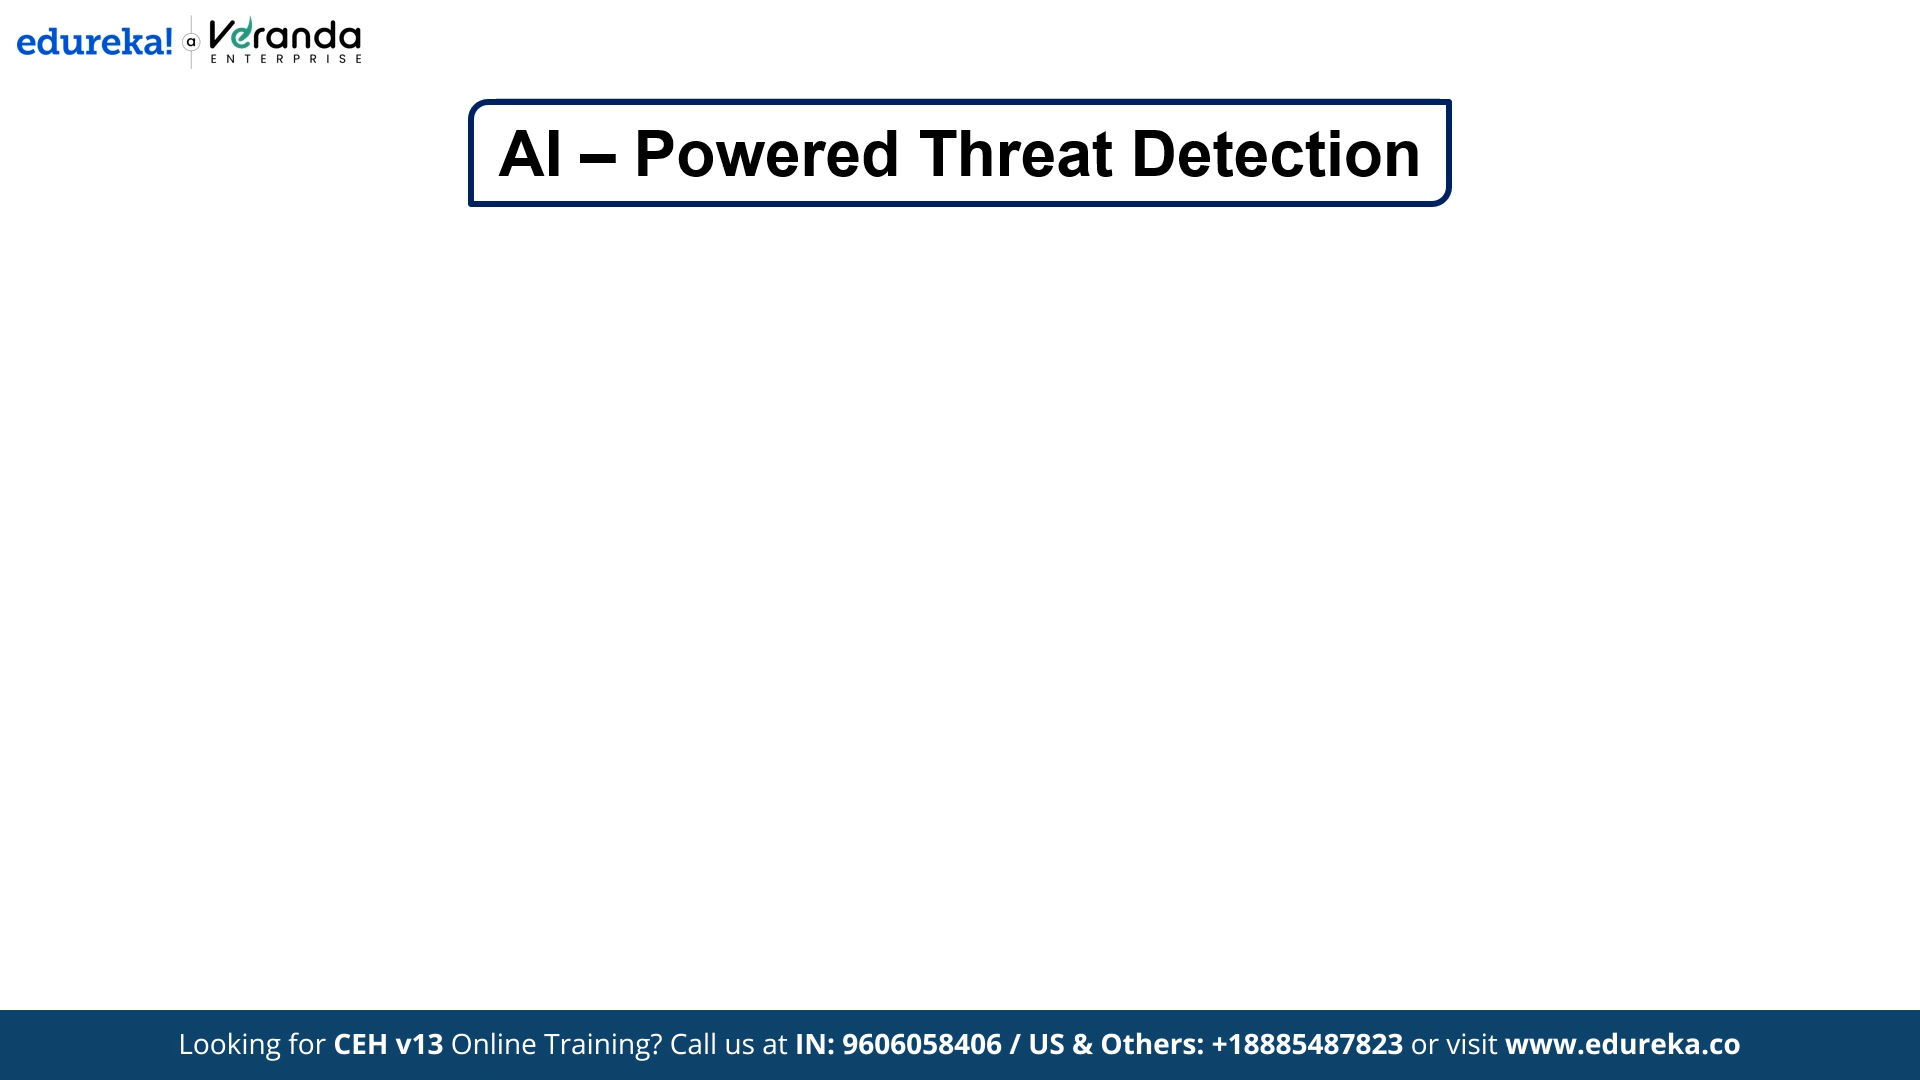 edureka! a Veranda
ENTERPRISE
AI – Powered Threat Detection
Looking for CEH v13 Online Training? Call us at IN: 9606058406 / US & Others: +18885487823 or visit www.edureka.co